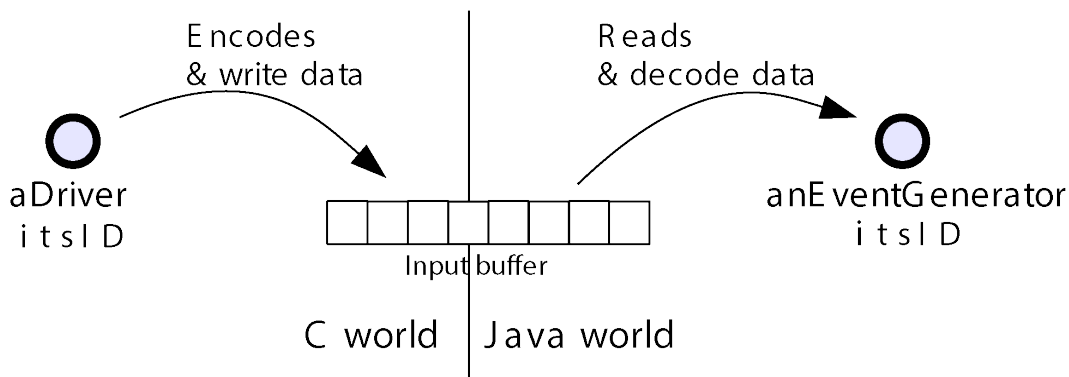 Encodes
& write data
Reads
& decode data
aDriver
itsID
anEventGenerator
itsID
Input buffer
C world
Java world